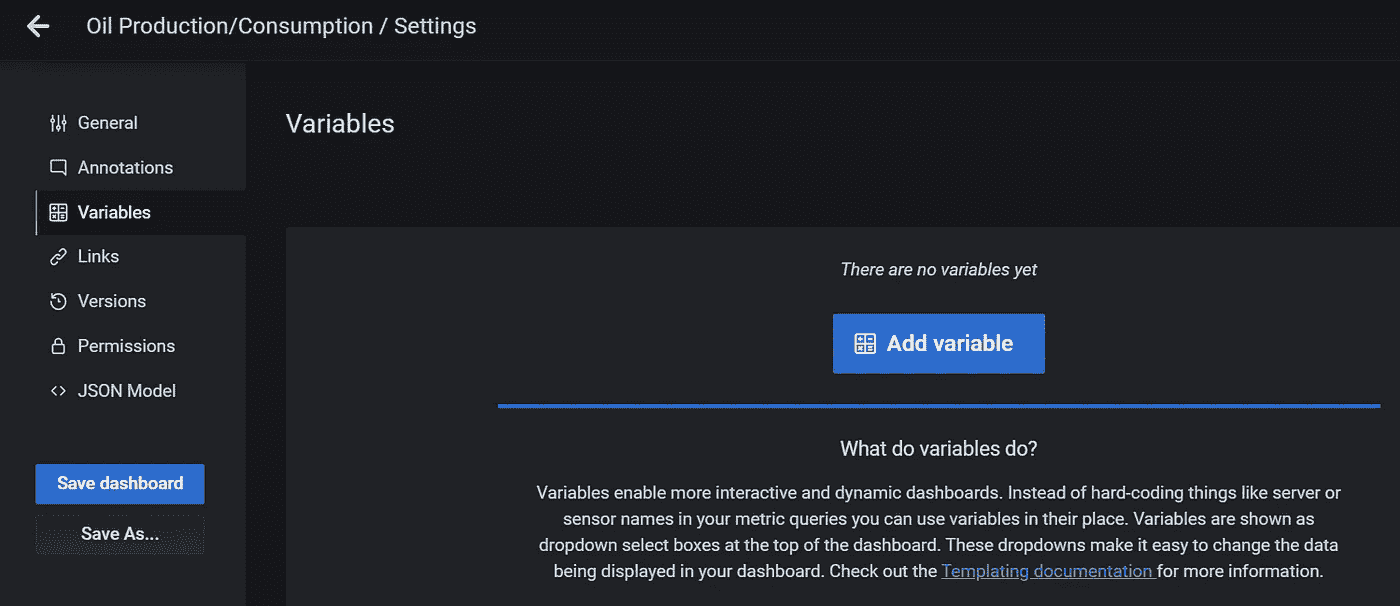 Oil Production/Consumption / Settings
General
Annotations
Variables
Links
Versions
Permissions
JSON Model
Save dashboard
Save As...
Variables
There are no variables yet
Add variable
What do variables do?
Variables enable more interactive and dynamic dashboards. Instead of hard-coding things like server or
sensor names in your metric queries you can use variables in their place. Variables are shown as
dropdown select boxes at the top of the dashboard. These dropdowns make it easy to change the data
being displayed in your dashboard. Check out the Templating documentation for more information.